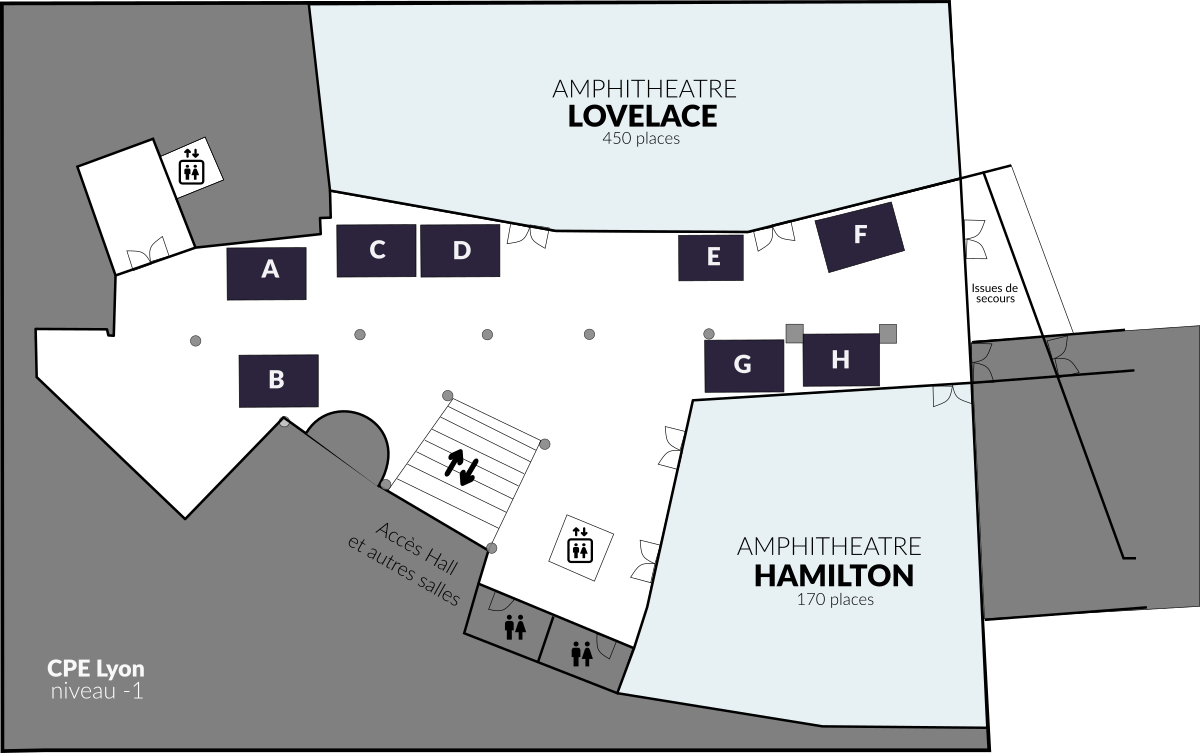 AMPHITHEATRE
LOVELACE
450 places
A
C
D
E
F
Issues de
secours
B
G
H
Accès Hall
et autres salles
AMPHITHEATRE
HAMILTON
170 places
CPE Lyon
niveau -1